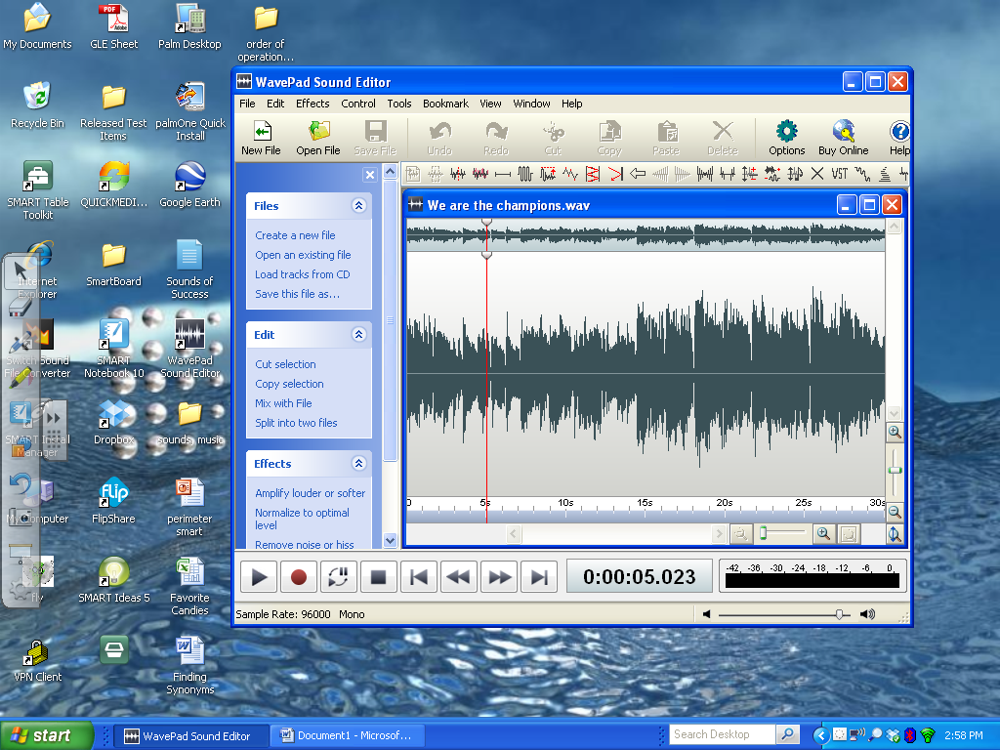 My Documents
GLE Sheet
Palm Desktop
order of
operation...
Recycle Bin
Released Test
Items
palmOne Quick
Install
SMART Table
Toolkit
QUICKMEDI...
Google Earth
Internet
Explorer
SmartBoard
Sounds of
Success
Switch Sound
File Converter
SMART
Notebook 10
WavePad
Sound Editor
SMART Install
Manager
Dropbox
sounds, music
My Computer
FlipShare
flip
perimeter
smart
fly
SMART Ideas 5
Favorite
Candies
VPN Client
Finding
Synonyms
WavePad Sound Editor
File Edit Effects Control Tools Bookmark View Window Help
New File Open File Save File Undo Redo Cut Copy Paste Delete Options Buy Online Help
VST
Files
Create a new file
Open an existing file
Load tracks from CD
Save this file as...
Edit
Cut selection
Copy selection
Mix with File
Split into two files
Effects
Amplify louder or softer
Normalize to optimal
level
Remove noise or hiss
We are the champions.wav
0 5s 10s 15s 20s 25s 30s
0:00:05.023
-42 -36 -30 -24 -18 -12 -6 0
Sample Rate: 96000 Mono
start
WavePad Sound Editor
Document1 - Microsof...
Search Desktop
2:58 PM